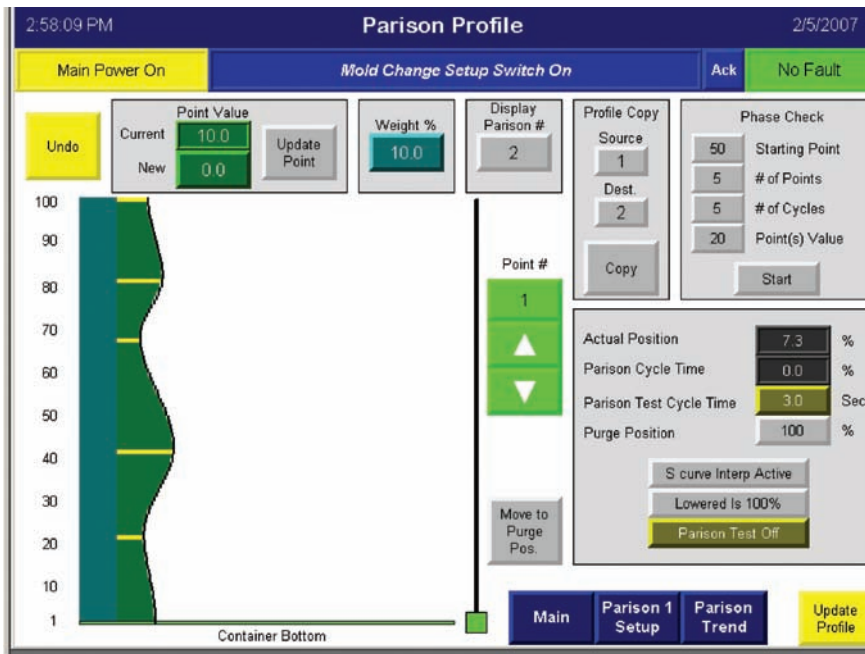 2:58:09 PM
Parison Profile
2/5/2007
Main Power On
Mold Change Setup Switch On
Ack
No Fault
Undo
Point Value
Current
10.0
New
0.0
Update
Point
Weight %
10.0
Display
Parison #
2
Profile Copy
Source
1
Dest.
2
Copy
Phase Check
50 Starting Point
5 # of Points
5 # of Cycles
20 Point(s) Value
Start
100
90
80
70
60
50
40
30
20
10
1
Container Bottom
Point #
1
Move to
Purge
Pos.
Actual Position 7.3 %
Parison Cycle Time 0.0 %
Parison Test Cycle Time 3.0 Sec
Purge Position 100 %
S curve Interp Active
Lowered Is 100%
Parison Test Off
Main
Parison 1
Setup
Parison
Trend
Update
Profile